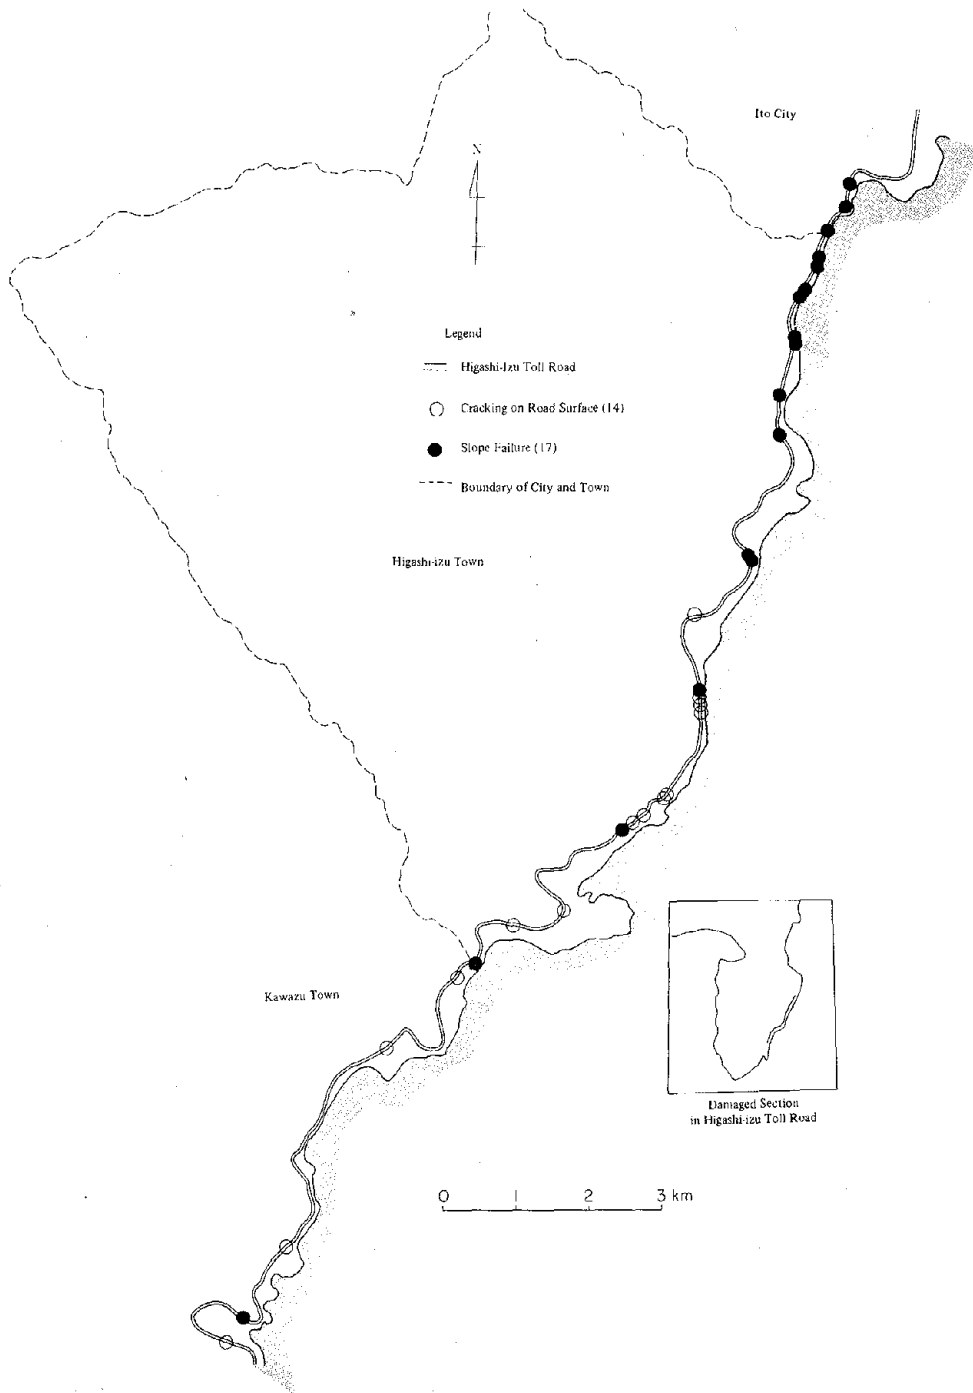 Ito City
N
Legend
Higashi-Izu Toll Road
Cracking on Road Surface (14)
Slope Failure (17)
Boundary of City and Town
Higashi-izu Town
Kawazu Town
Damaged Section
in Higashi-izu Toll Road
0 1 2 3 km